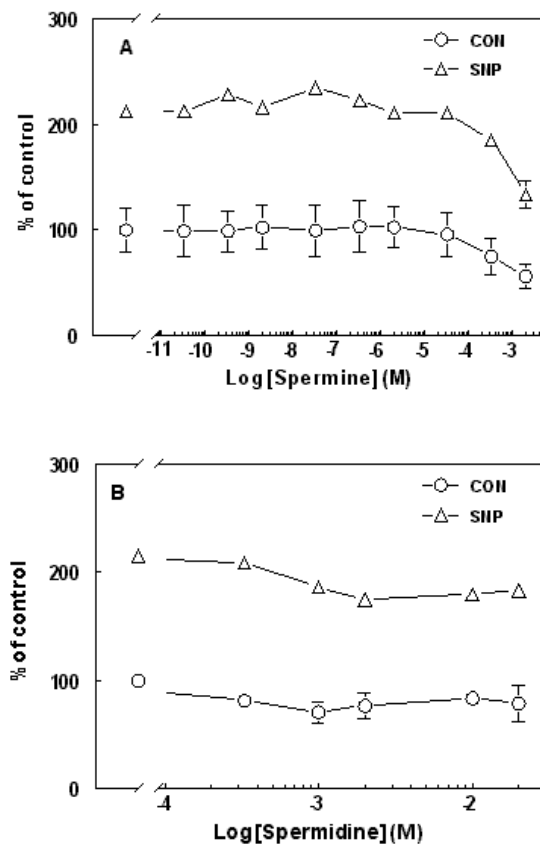 A
CON
SNP
300
200
100
0
% of control
-11 -10 -9 -8 -7 -6 -5 -4 -3
Log[Spermine](M)
B
CON
SNP
300
200
100
0
% of control
-4 -3 -2
Log[Spermidine](M)